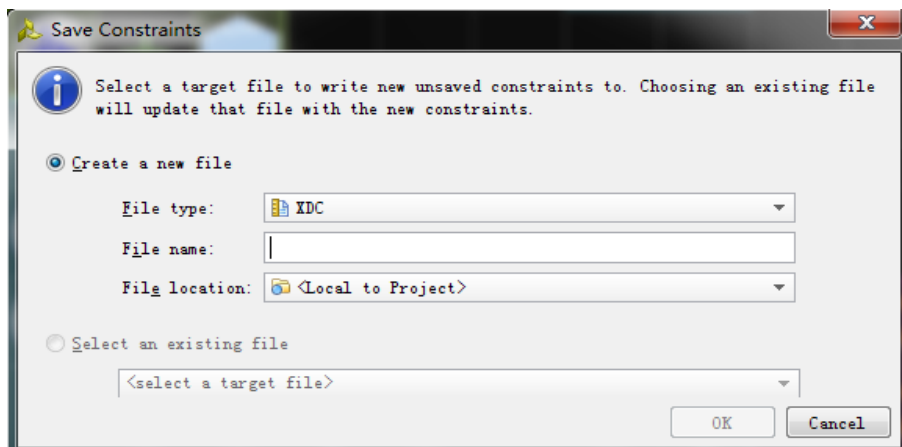 Save Constraints
Select a target file to write new unsaved constraints to. Choosing an existing file
will update that file with the new constraints.
Create a new file
File type: XDC
File name:
File location: <Local to Project>
Select an existing file
<select a target file>
OK Cancel